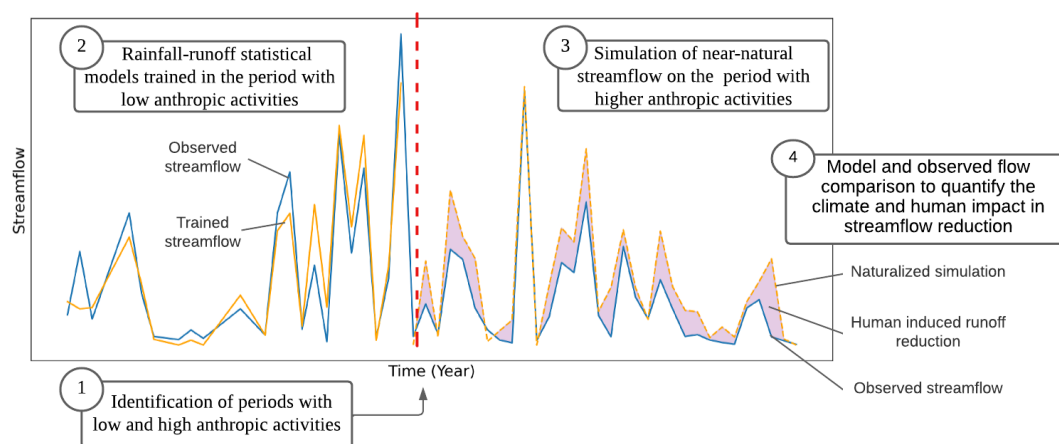 2
Rainfall-runoff statistical
models trained in the period with
low anthropic activities
3
Simulation of near-natural
streamflow on the period with
higher anthropic activities
4
Model and observed flow
comparison to quantify the
climate and human impact in
streamflow reduction
Observed
streamflow
Trained
streamflow
Streamflow
Naturalized simulation
Human induced runoff
reduction
Observed streamflow
Time (Year)
1
Identification of periods with
low and high anthropic activities